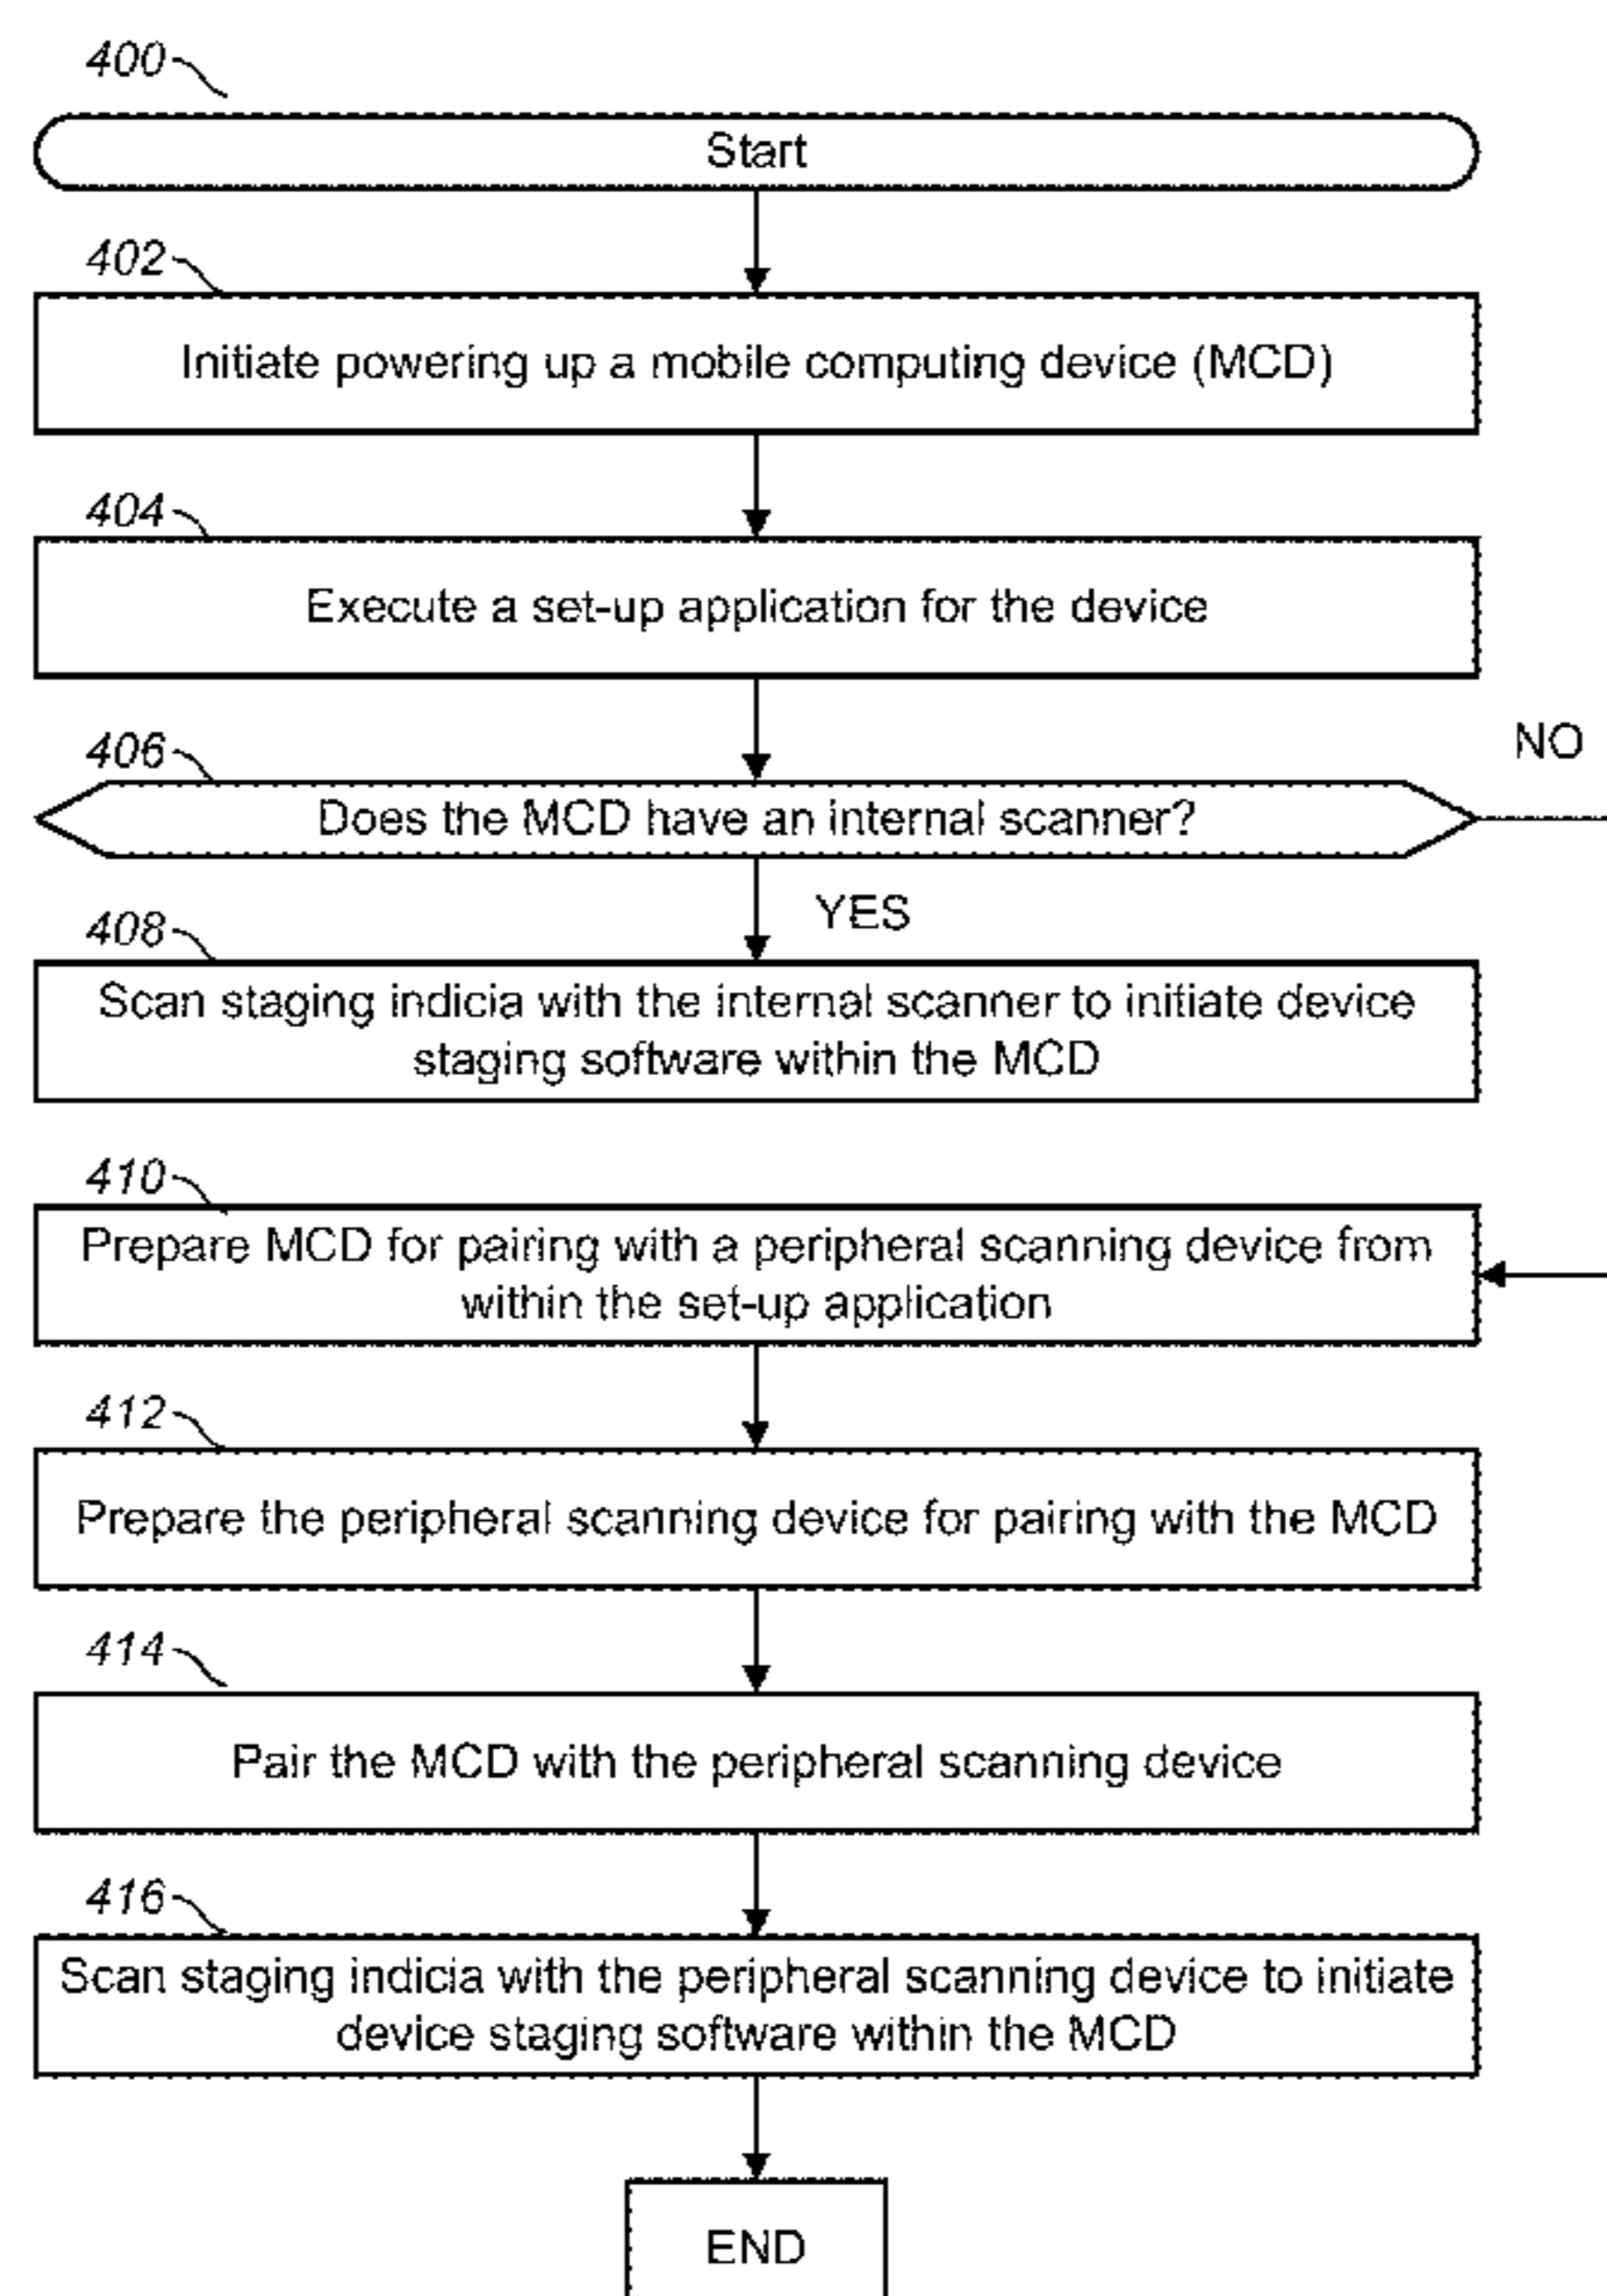 400
Start
402
Initiate powering up a mobile computing device (MCD)
404
Execute a set-up application for the device
406
NO
Does the MCD have an internal scanner?
YES
408
Scan staging indicia with the internal scanner to initiate device
staging software within the MCD
410
Prepare MCD for pairing with a peripheral scanning device from
within the set-up application
412
Prepare the peripheral scanning device for pairing with the MCD
414
Pair the MCD with the peripheral scanning device
416
Scan staging indicia with the peripheral scanning device to initiate
device staging software within the MCD
END